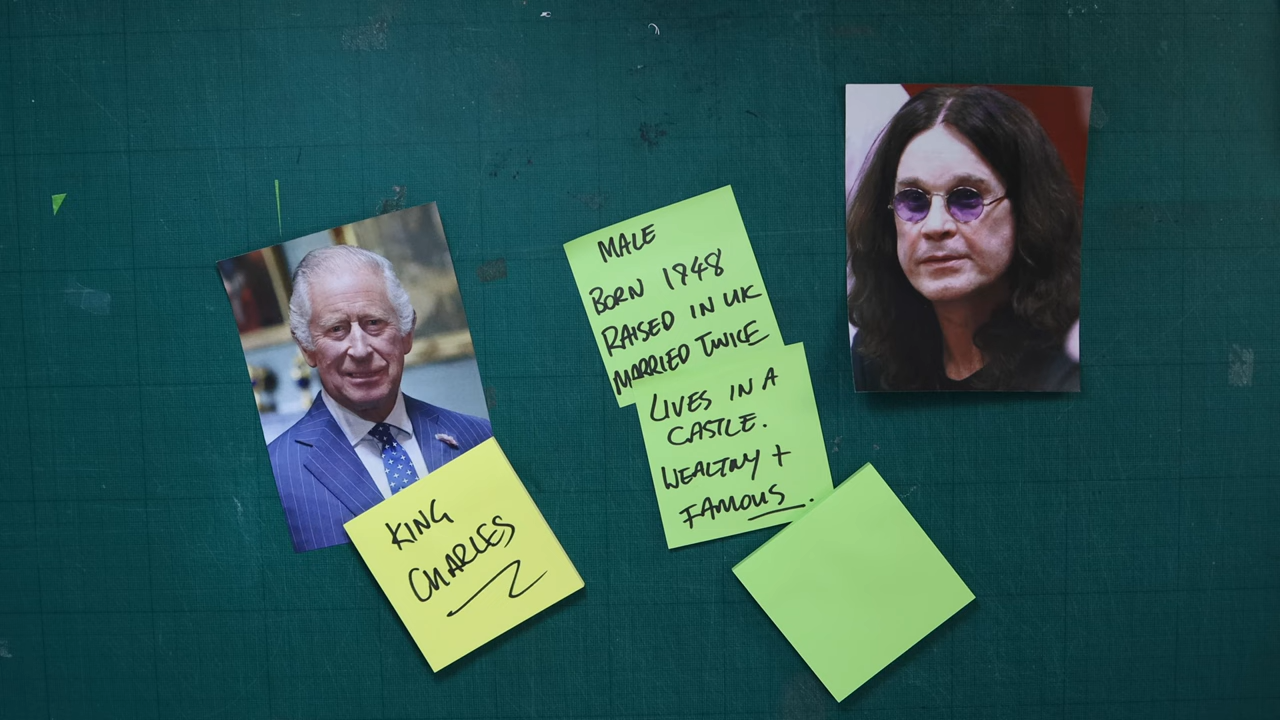 MALE
BORN 1948
RAISED IN UK
MARRIED TWICE
LIVES IN A
CASTLE.
WEALTHY +
FAMOUS.
KING
CHARLES